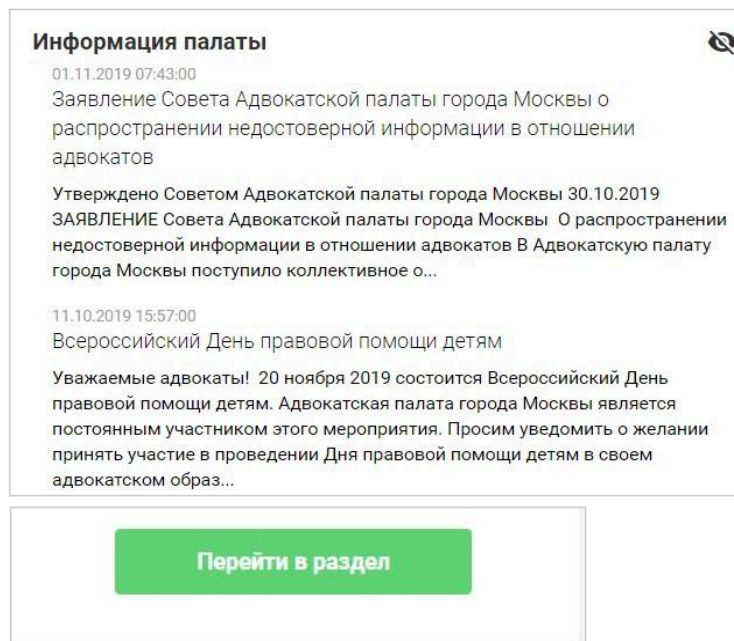 Информация палаты
01.11.2019 07:43:00
Заявление Совета Адвокатской палаты города Москвы о
распространении недостоверной информации в отношении
адвокатов
Утверждено Советом Адвокатской палаты города Москвы 30.10.2019
ЗАЯВЛЕНИЕ Совета Адвокатской палаты города Москвы О распространении
недостоверной информации в отношении адвокатов В Адвокатскую палату
города Москвы поступило коллективное о...
11.10.2019 15:57:00
Всероссийский День правовой помощи детям
Уважаемые адвокаты! 20 ноября 2019 состоится Всероссийский День
правовой помощи детям. Адвокатская палата города Москвы является
постоянным участником этого мероприятия. Просим уведомить о желании
принять участие в проведении Дня правовой помощи детям в своем
адвокатском образ...
Перейти в раздел